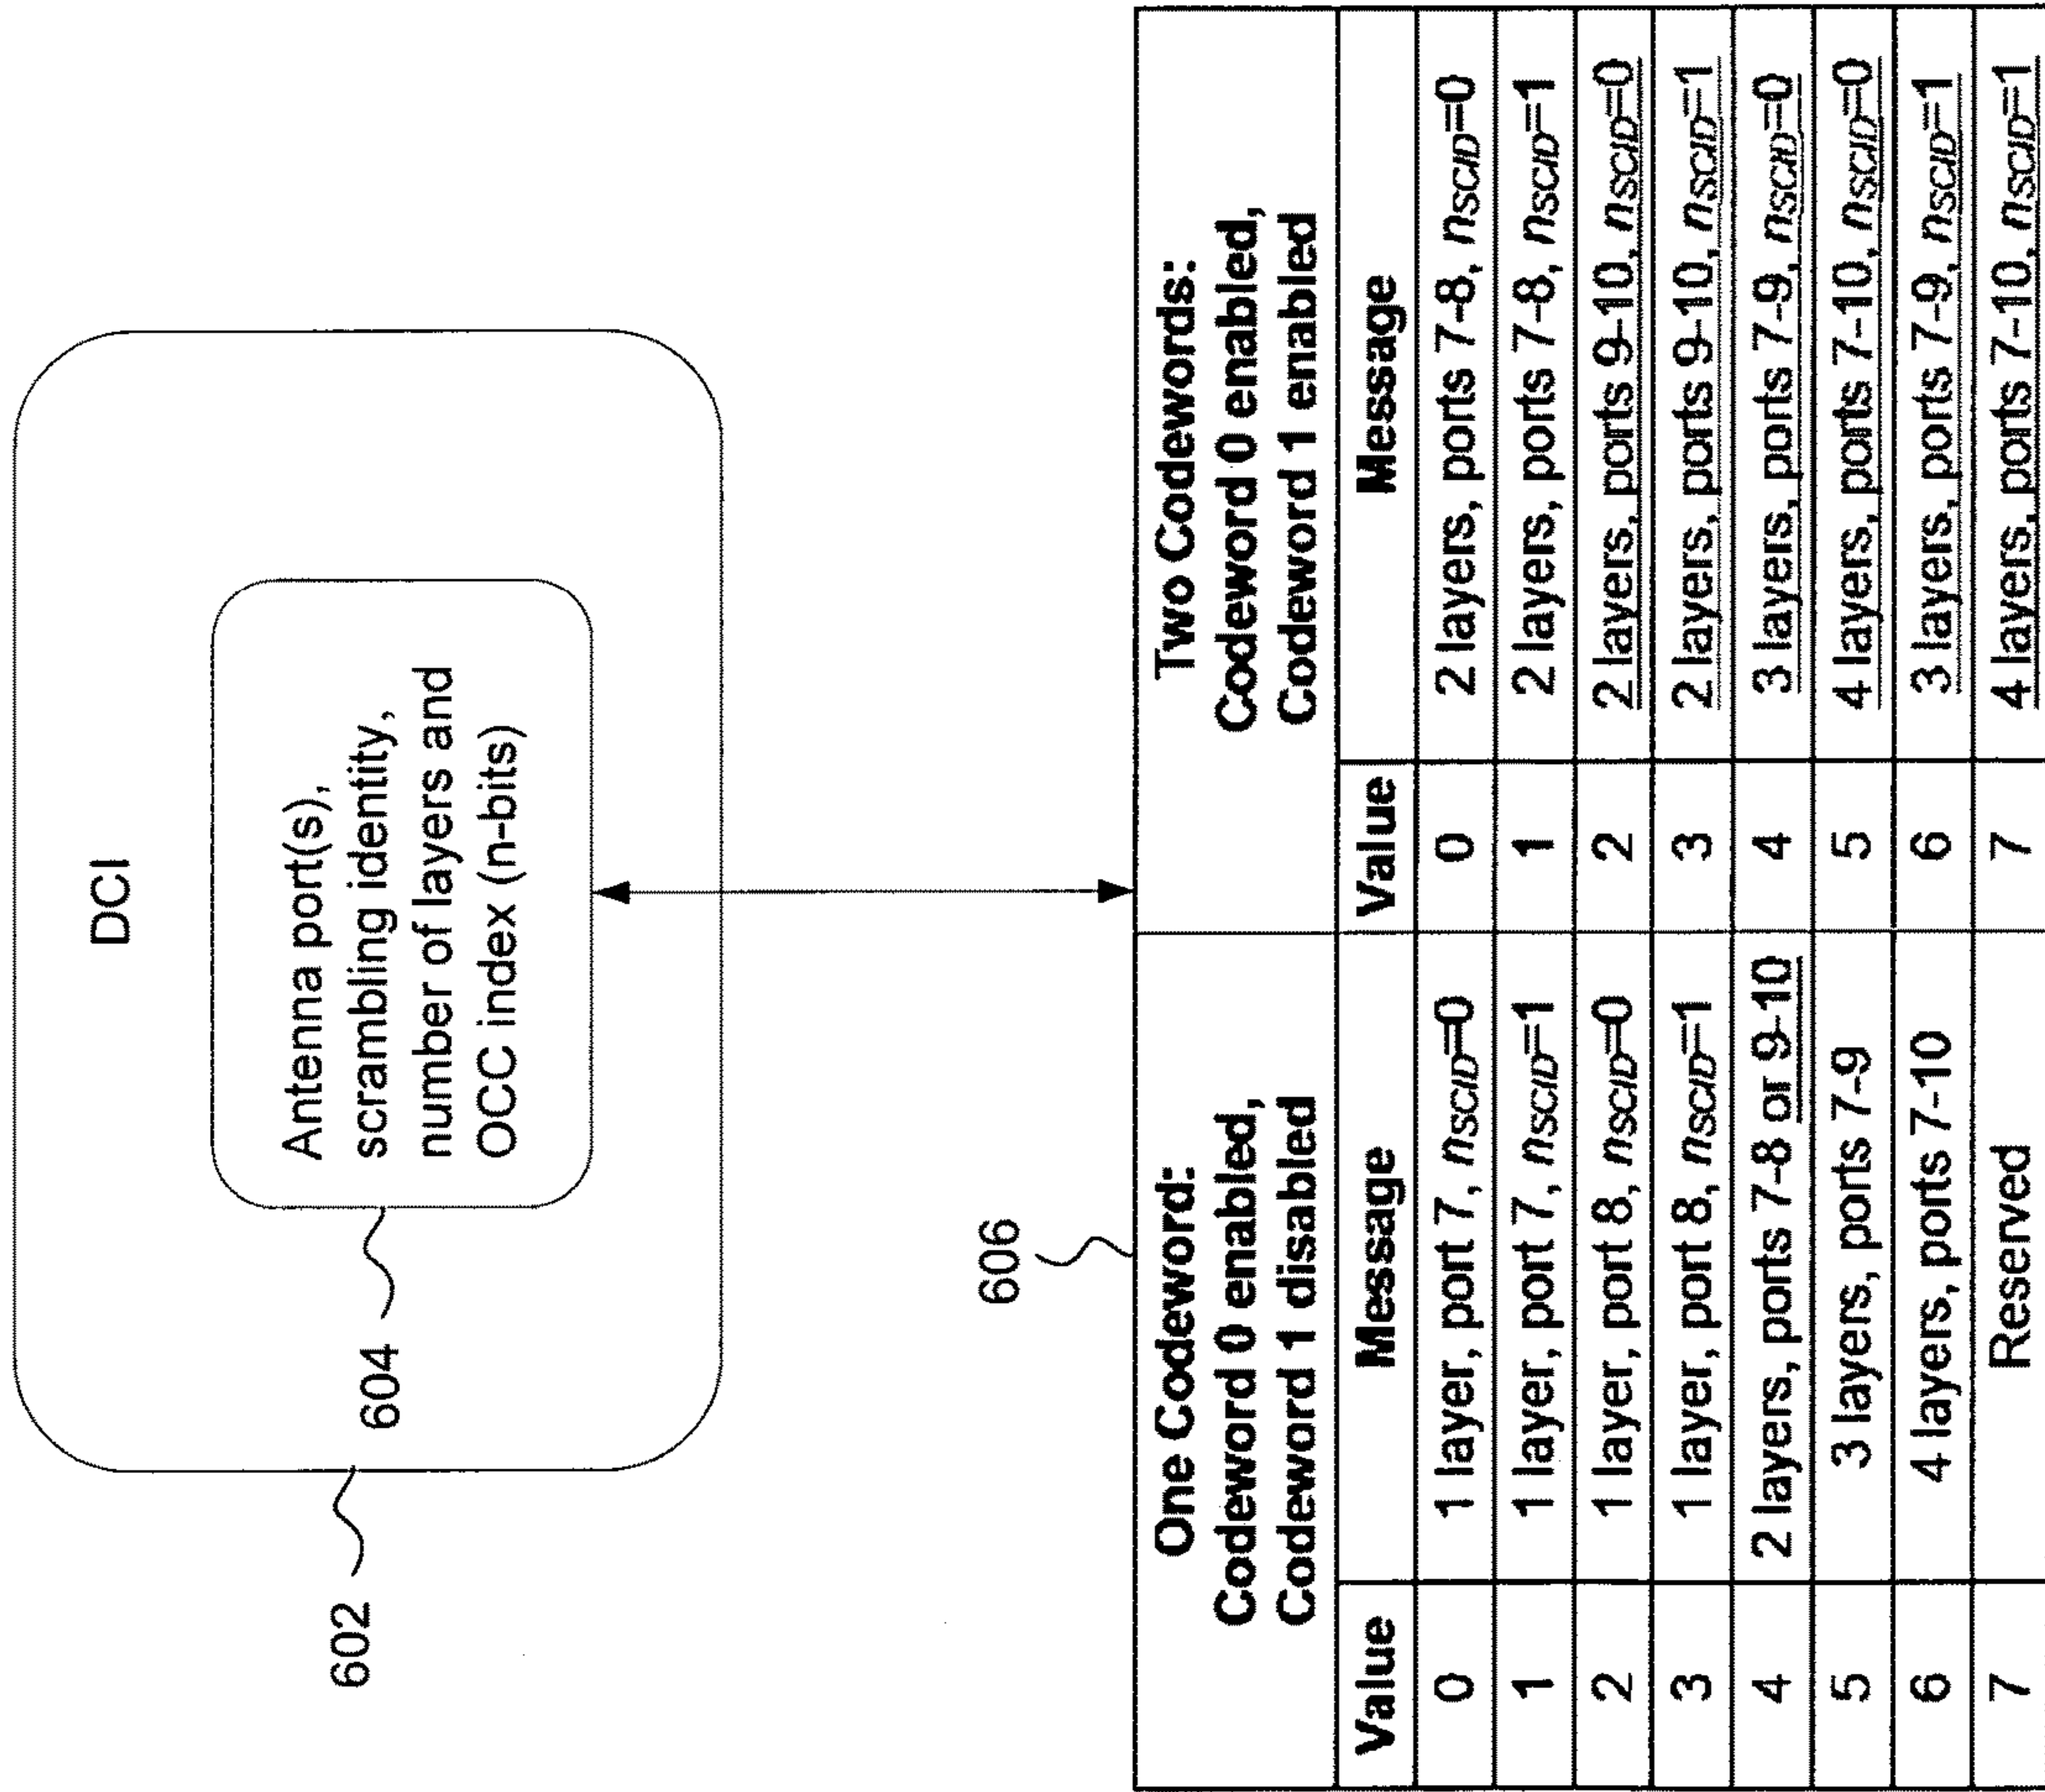 DCI
Antenna port(s),
scrambling identity,
number of layers and
OCC index (n-bits)
602
604
606
One Codeword:
Codeword 0 enabled,
Codeword 1 disabled
Two Codewords:
Codeword 0 enabled,
Codeword 1 enabled
Value Message Value Message
0 1 layer, port 7, nSCID=0 0 2 layers, ports 7-8, nSCID=0
1 1 layer, port 7, nSCID=1 1 2 layers, ports 7-8, nSCID=1
2 1 layer, port 8, nSCID=0 2 2 layers, ports 9-10, nSCID=0
3 1 layer, port 8, nSCID=1 3 2 layers, ports 9-10, nSCID=1
4 2 layers, ports 7-8 or 9-10 4 3 layers, ports 7-9, nSCID=0
5 3 layers, ports 7-9 5 4 layers, ports 7-10, nSCID=0
6 4 layers, ports 7-10 6 3 layers, ports 7-9, nSCID=1
7 Reserved 7 4 layers, ports 7-10, nSCID=1